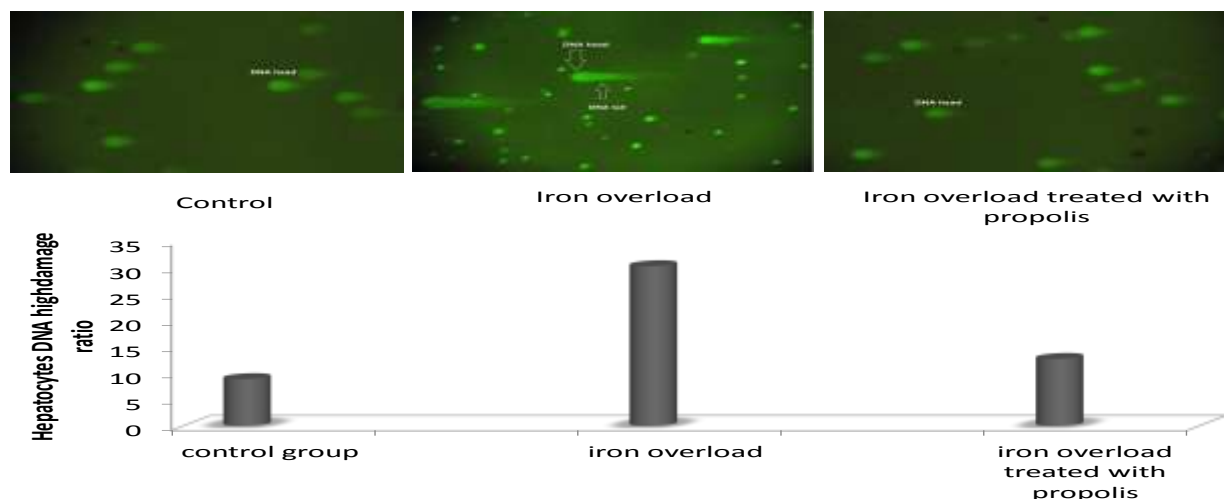 DNA head
DNA head
DNA tail
DNA head
Control
Iron overload
Iron overload treated with
propolis
Hepatocytes DNA highdamage
ratio
35
30
25
20
15
10
5
0
control group
iron overload
iron overload
treated with
propolis